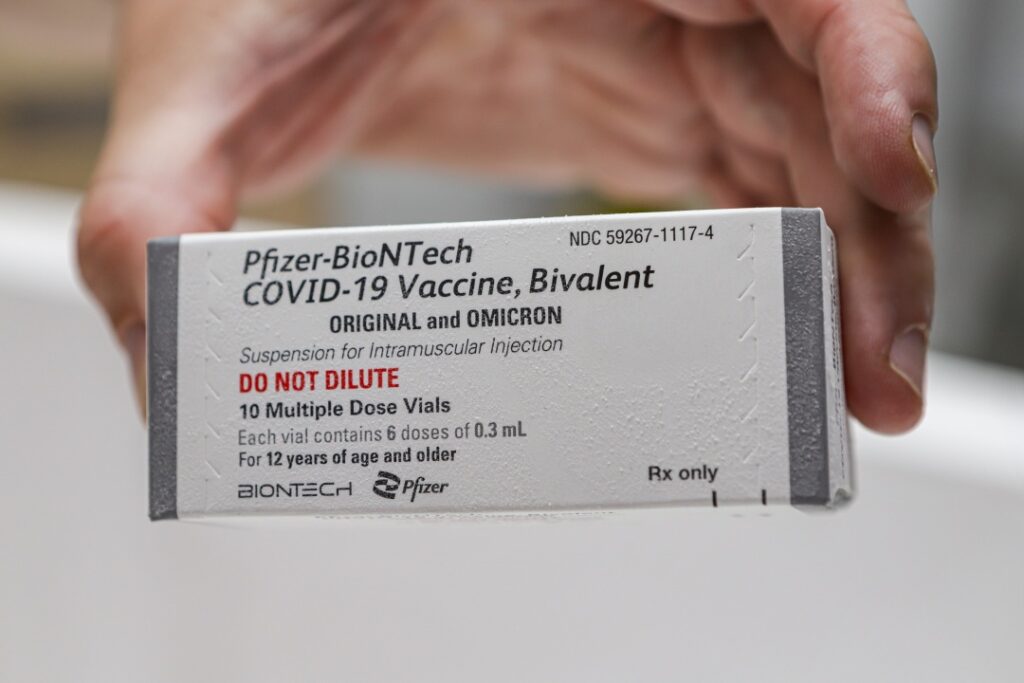 NDC 59267-1117-4
Pfizer-BioNTech
COVID-19 Vaccine, Bivalent
ORIGINAL and OMICRON
Suspension for Intramuscular Injection
DO NOT DILUTE
10 Multiple Dose Vials
Each vial contains 6 doses of 0.3 mL
For 12 years of age and older
BIONTECH Pfizer
Rx only